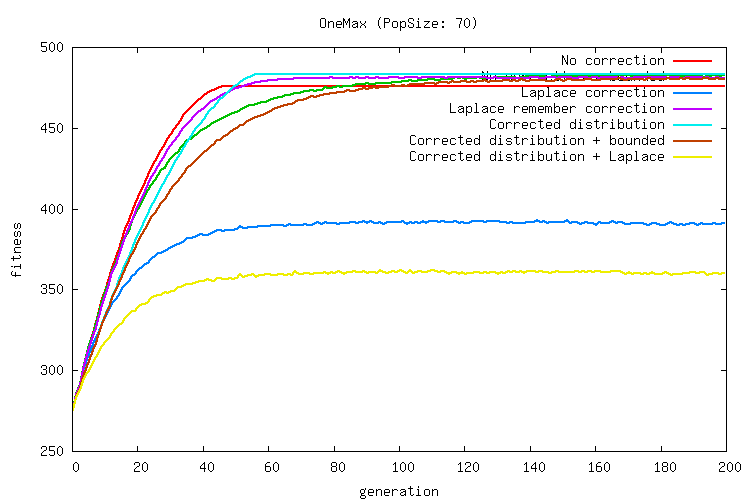 OneMax (PopSize: 70)
500
450
400
350
300
250
fitness
No correction
Laplace correction
Laplace remember correction
Corrected distribution
Corrected distribution + bounded
Corrected distribution + Laplace
0 20 40 60 80 100 120 140 160 180 200
generation